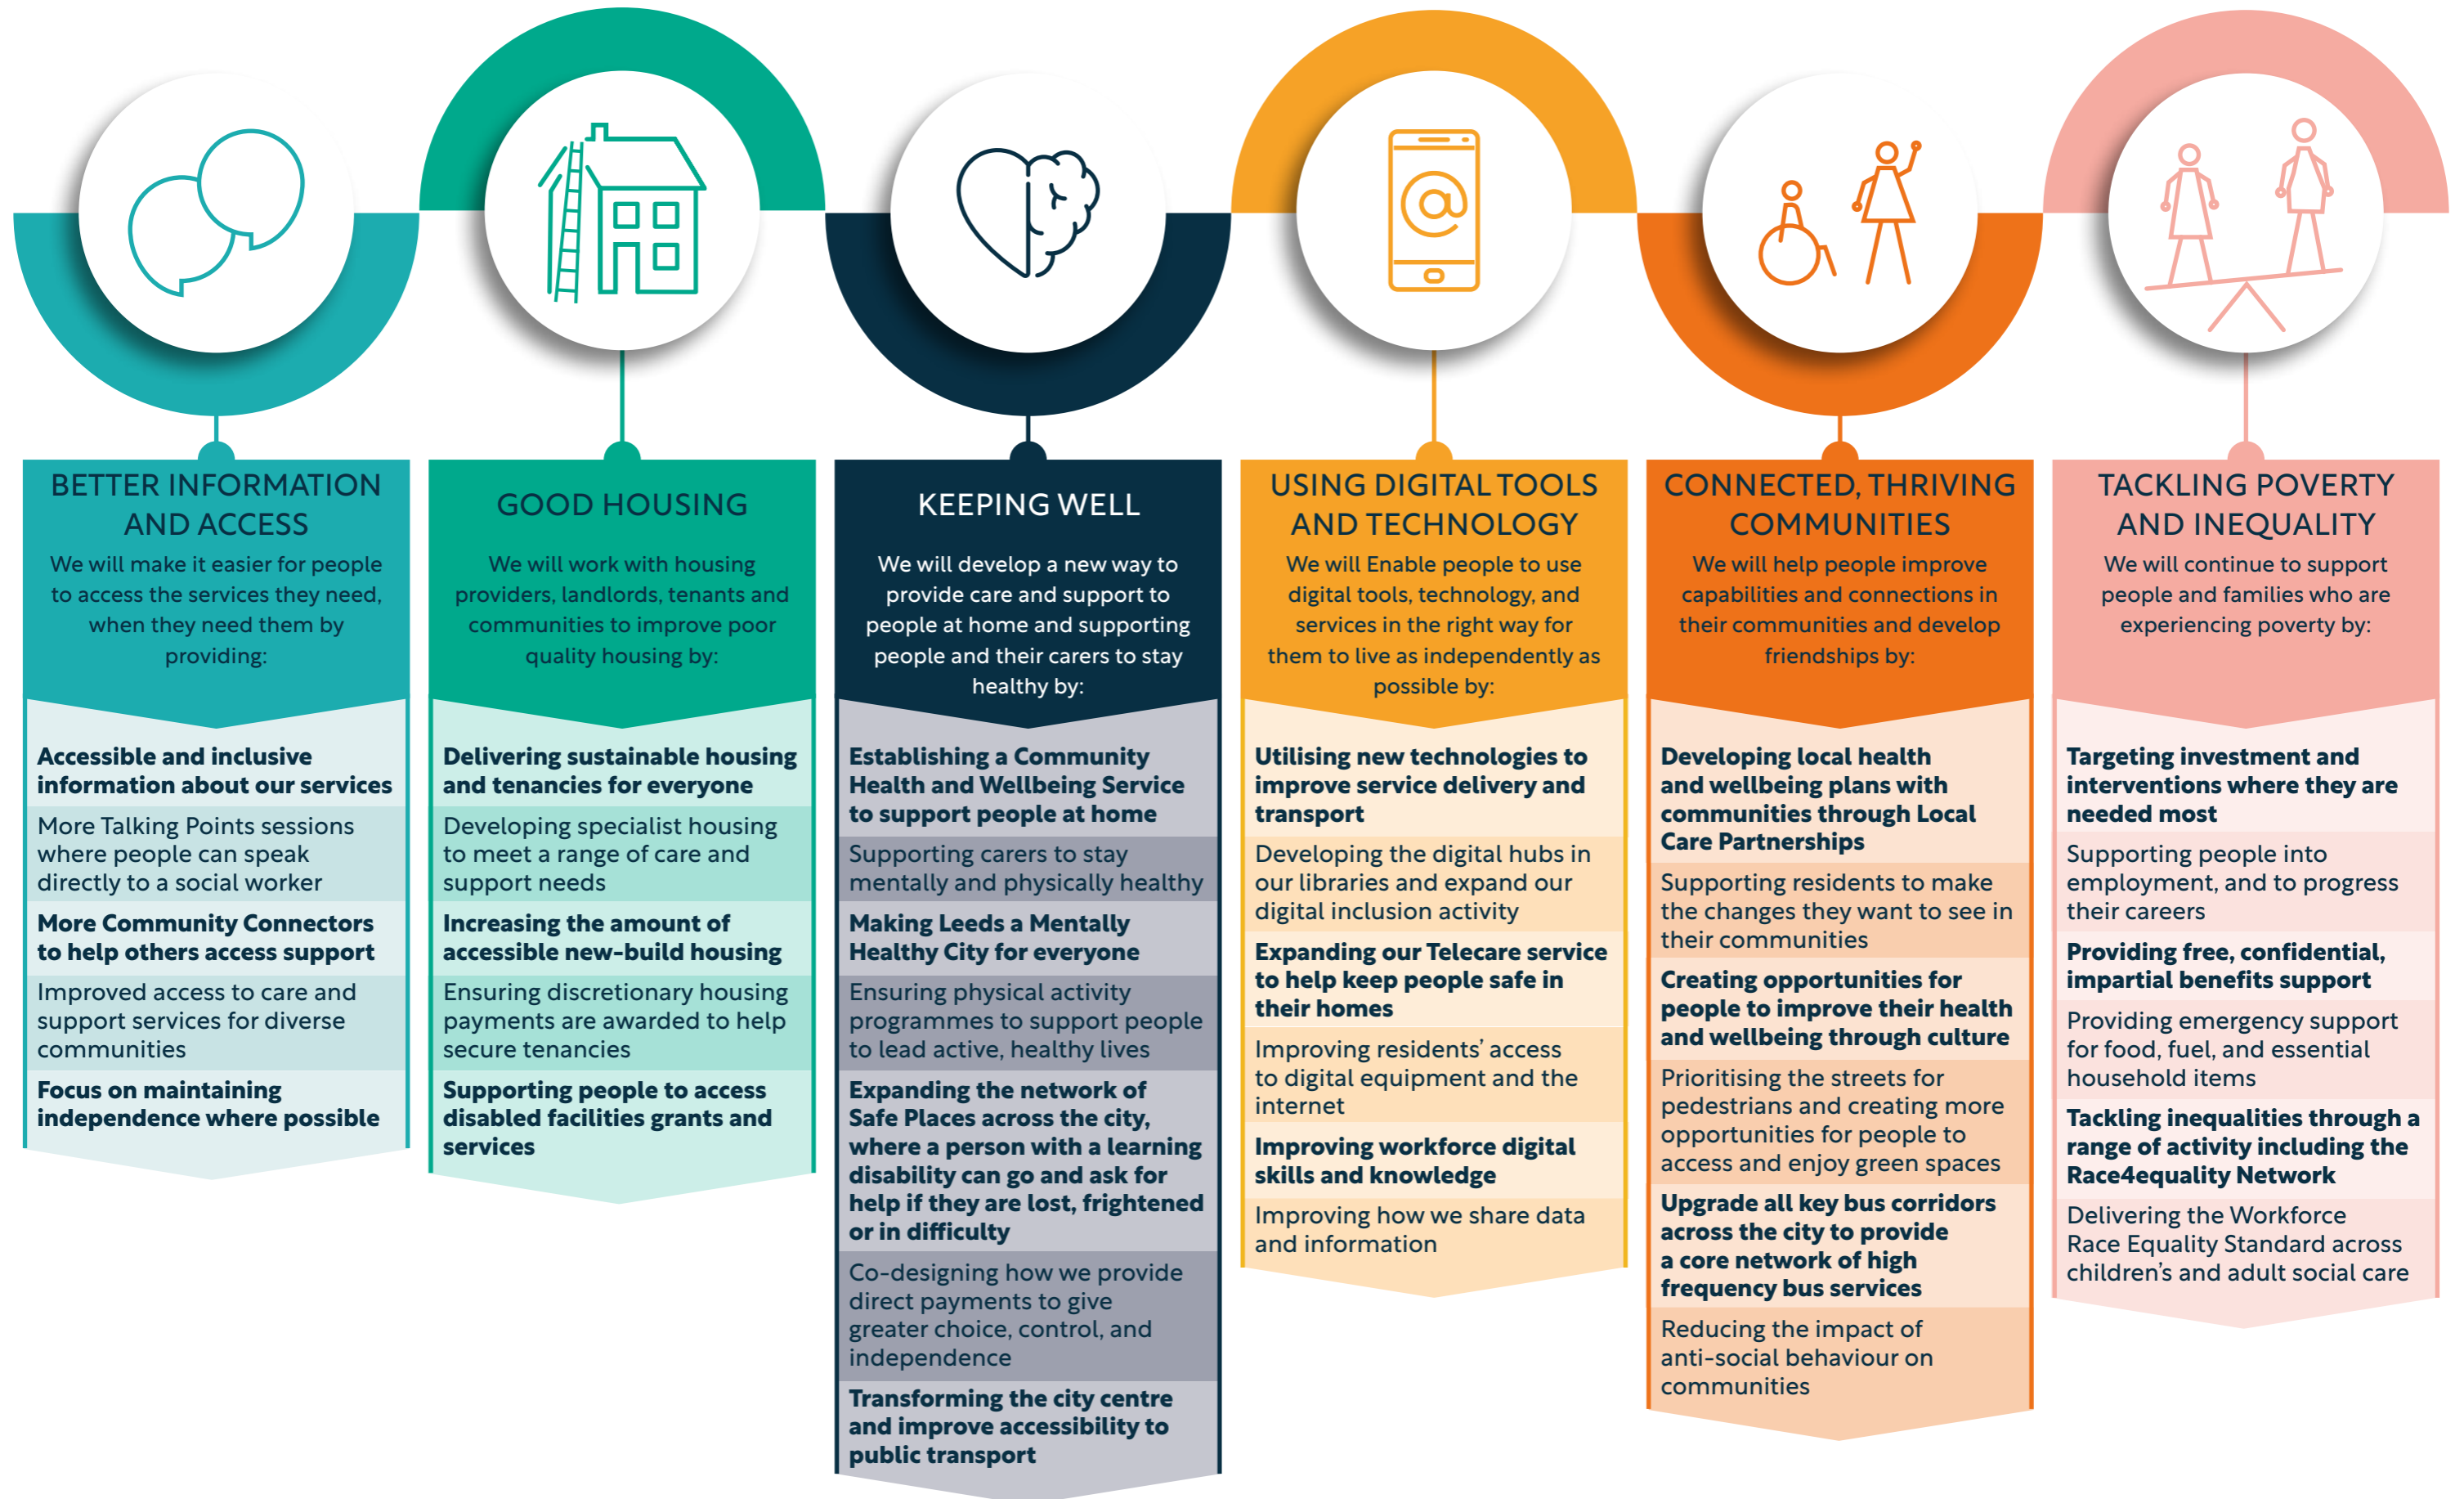 BETTER INFORMATION
AND ACCESS
We will make it easier for people
to access the services they need,
when they need them by
providing:
Accessible and inclusive
information about our services
More Talking Points sessions
where people can speak
directly to a social worker
More Community Connectors
to help others access support
Improved access to care and
support services for diverse
communities
Focus on maintaining
independence where possible
GOOD HOUSING
We will work with housing
providers, landlords, tenants and
communities to improve poor
quality housing by:
Delivering sustainable housing
and tenancies for everyone
Developing specialist housing
to meet a range of care and
support needs
Increasing the amount of
accessible new-build housing
Ensuring discretionary housing
payments are awarded to help
secure tenancies
Supporting people to access
disabled facilities grants and
services
KEEPING WELL
We will develop a new way to
provide care and support to
people at home and supporting
people and their carers to stay
healthy by:
Establishing a Community
Health and Wellbeing Service
to support people at home
Supporting carers to stay
mentally and physically healthy
Making Leeds a Mentally
Healthy City for everyone
Ensuring physical activity
programmes to support people
to lead active, healthy lives
Expanding the network of
Safe Places across the city,
where a person with a learning
disability can go and ask for
help if they are lost, frightened
or in difficulty
Co-designing how we provide
direct payments to give
greater choice, control, and
independence
Transforming the city centre
and improve accessibility to
public transport
@
USING DIGITAL TOOLS
AND TECHNOLOGY
We will Enable people to use
digital tools, technology, and
services in the right way for
them to live as independently as
possible by:
Utilising new technologies to
improve service delivery and
transport
Developing the digital hubs in
our libraries and expand our
digital inclusion activity
Expanding our Telecare service
to help keep people safe in
their homes
Improving residents’ access
to digital equipment and the
internet
Improving workforce digital
skills and knowledge
Improving how we share data
and information
CONNECTED, THRIVING
COMMUNITIES
We will help people improve
capabilities and connections in
their communities and develop
friendships by:
Developing local health
and wellbeing plans with
communities through Local
Care Partnerships
Supporting residents to make
the changes they want to see in
their communities
Creating opportunities for
people to improve their health
and wellbeing through culture
Prioritising the streets for
pedestrians and creating more
opportunities for people to
access and enjoy green spaces
Upgrade all key bus corridors
across the city to provide
a core network of high
frequency bus services
Reducing the impact of
anti-social behaviour on
communities
TACKLING POVERTY
AND INEQUALITY
We will continue to support
people and families who are
experiencing poverty by:
Targeting investment and
interventions where they are
needed most
Supporting people into
employment, and to progress
their careers
Providing free, confidential,
impartial benefits support
Providing emergency support
for food, fuel, and essential
household items
Tackling inequalities through a
range of activity including the
Race4equality Network
Delivering the Workforce
Race Equality Standard across
children’s and adult social care